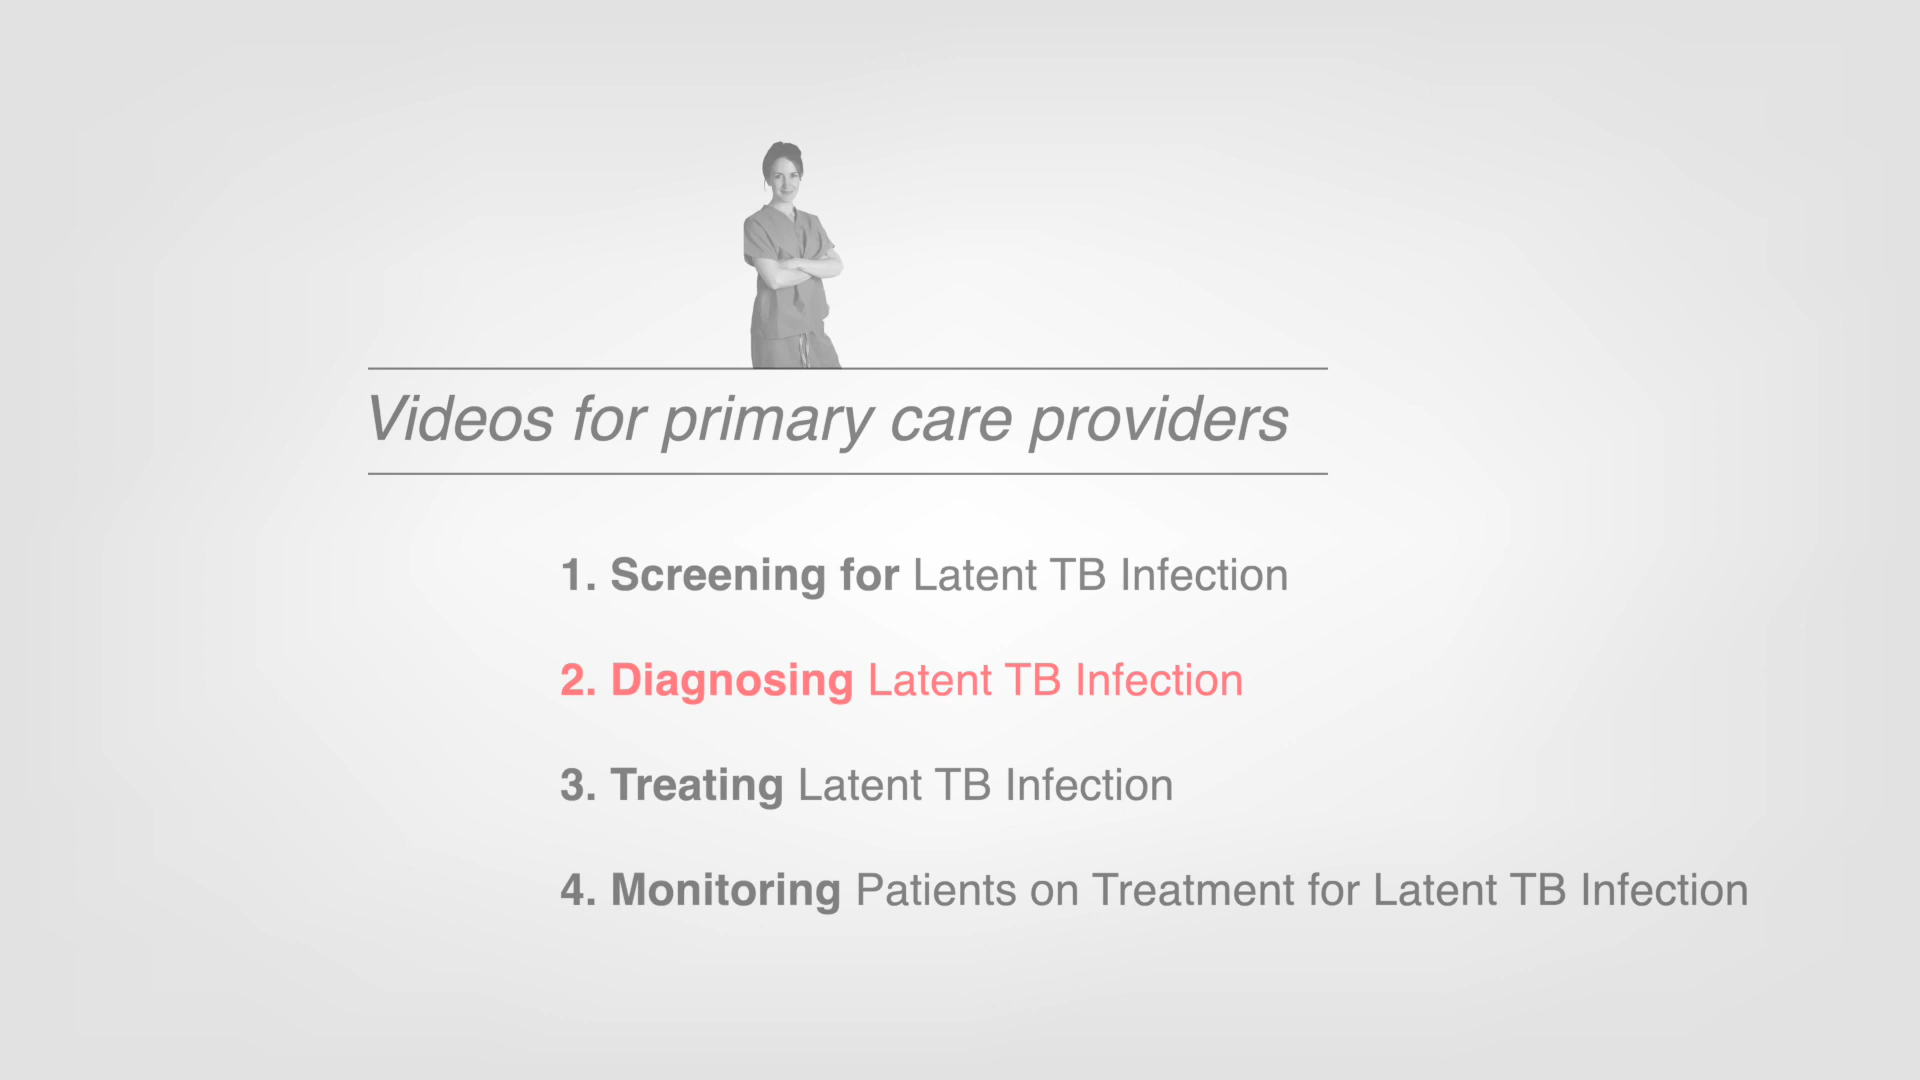 Videos for primary care providers
1. Screening for Latent TB Infection
2. Diagnosing Latent TB Infection
3. Treating Latent TB Infection
4. Monitoring Patients on Treatment for Latent TB Infection